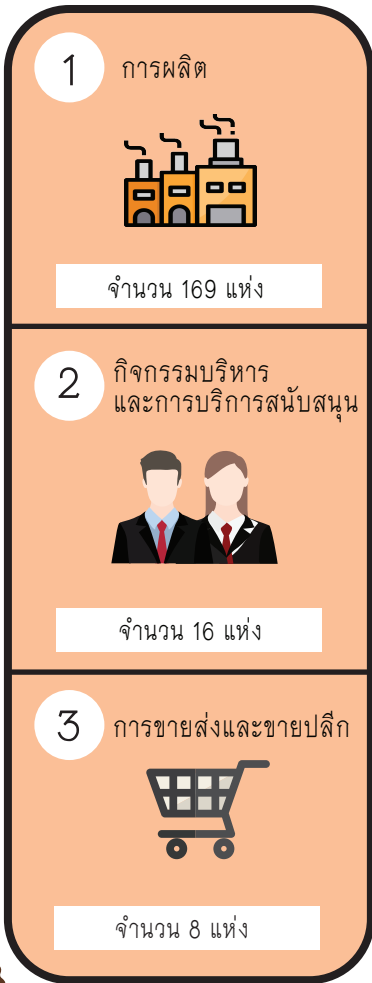 1 การผลิต
จำนวน 169 แห่ง
2 กิจกรรมบริหาร
และการบริการสนับสนุน
จำนวน 16 แห่ง
3 การขายส่งและขายปลีก
จำนวน 8 แห่ง